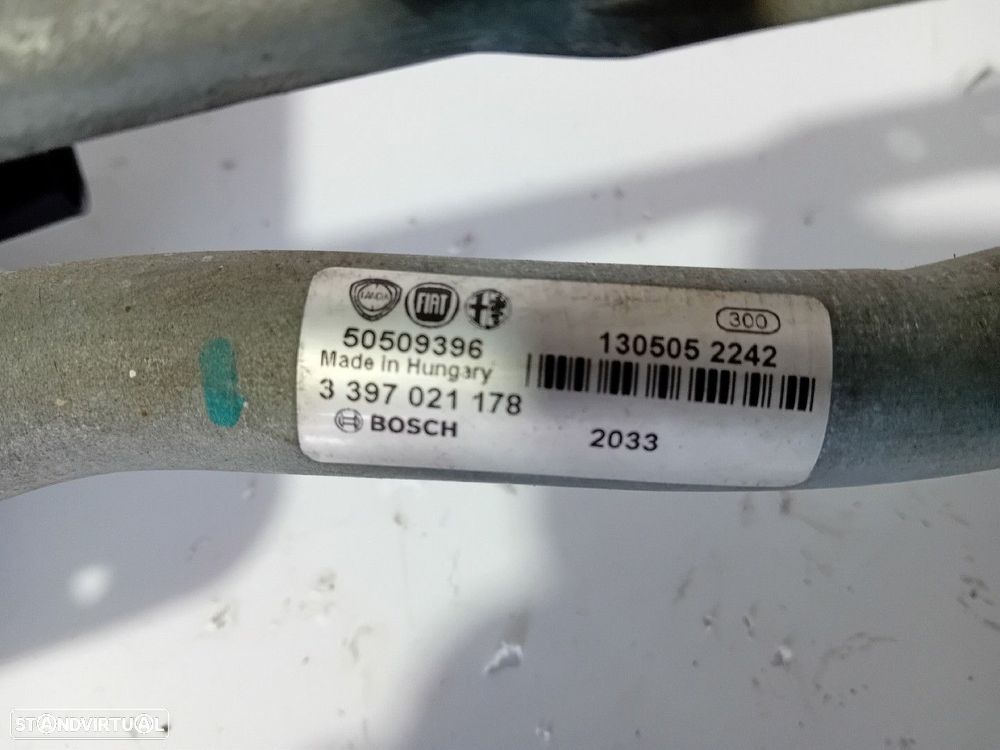 LANCIA FIAT
300
50509396 130505 2242
Made in Hungary
3 397 021 178
BOSCH 2033
STANDVIRTUAL